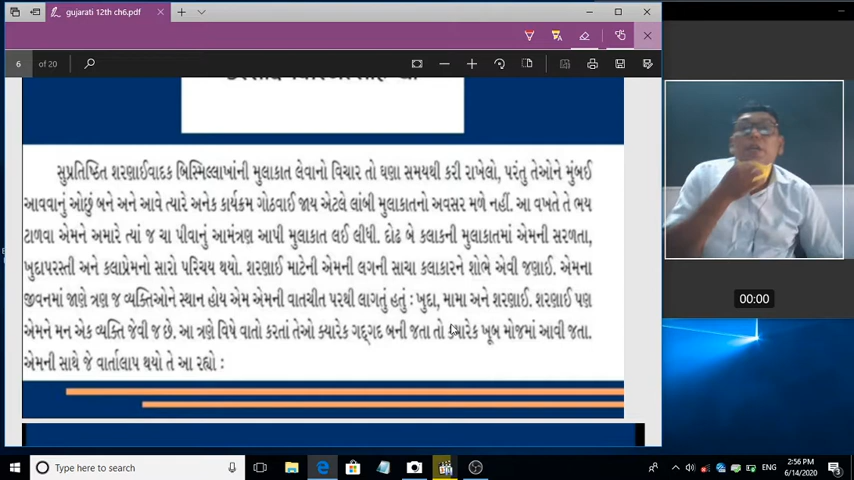 gujarati 12th ch6.pdf
6 of 20
સુપ્રતિષ્ઠિત શરણાઈવાદક બિસ્મિલ્લાખાંની મુલાકાત લેવાનો વિચાર તો ઘણા સમયથી કરી રાખેલો, પરંતુ તેઓને મુંબઈ
આવવાનું ઓછું બને અને આવે ત્યારે અનેક કાર્યક્રમ ગોઠવાઈ જાય એટલે લાંબી મુલાકાતનો અવસર મળે નહીં. આ વખતે તે ભય
ટાળવા એમને અમારે ત્યાં જ ચા પીવાનું આમંત્રણ આપી મુલાકાત લઈ લીધી. દોઢ બે કલાકની મુલાકાતમાં એમની સરળતા,
ખુદાપરસ્તી અને કલાપ્રેમનો સારો પરિચય થયો. શરણાઈ માટેની એમની લગની સાચા કલાકારને શોભે એવી જણાઈ. એમના
જીવનમાં જાણે ત્રણ જ વ્યક્તિઓને સ્થાન હોય એમ એમની વાતચીત પરથી લાગતું હતું : ખુદા, મામા અને શરણાઈ. શરણાઈ પણ
એમને મન એક વ્યક્તિ જેવી જ છે. આ ત્રણે વિષે વાતો કરતાં તેઓ ક્યારેક ગદ્ગદ બની જતા તો ક્યારેક ખૂબ મોજમાં આવી જતા.
એમની સાથે જે વાર્તાલાપ થયો તે આ રહ્યો :
00:00
Type here to search
ENG
2:56 PM
6/14/2020